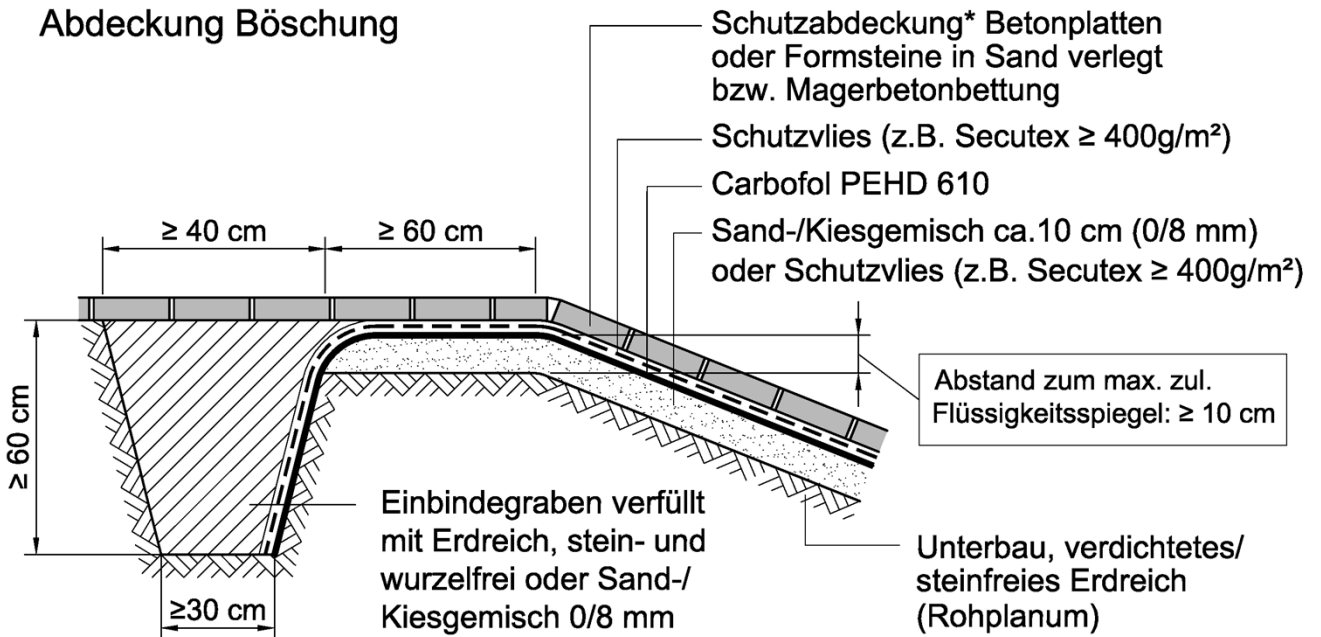 Abdeckung Böschung
Schutzabdeckung* Betonplatten
oder Formsteine in Sand verlegt
bzw. Magerbetonbettung
Schutzvlies (z.B. Secutex ≥ 400g/m²)
Carbofol PEHD 610
Sand-/Kiesgemisch ca.10 cm (0/8 mm)
oder Schutzvlies (z.B. Secutex ≥ 400g/m²)
≥ 40 cm
≥ 60 cm
Abstand zum max. zul.
Flüssigkeitsspiegel: ≥ 10 cm
≥ 60 cm
Einbindegraben verfüllt
mit Erdreich, stein- und
wurzelfrei oder Sand-/
Kiesgemisch 0/8 mm
≥30 cm
Unterbau, verdichtetes/
steinfreies Erdreich
(Rohplanum)